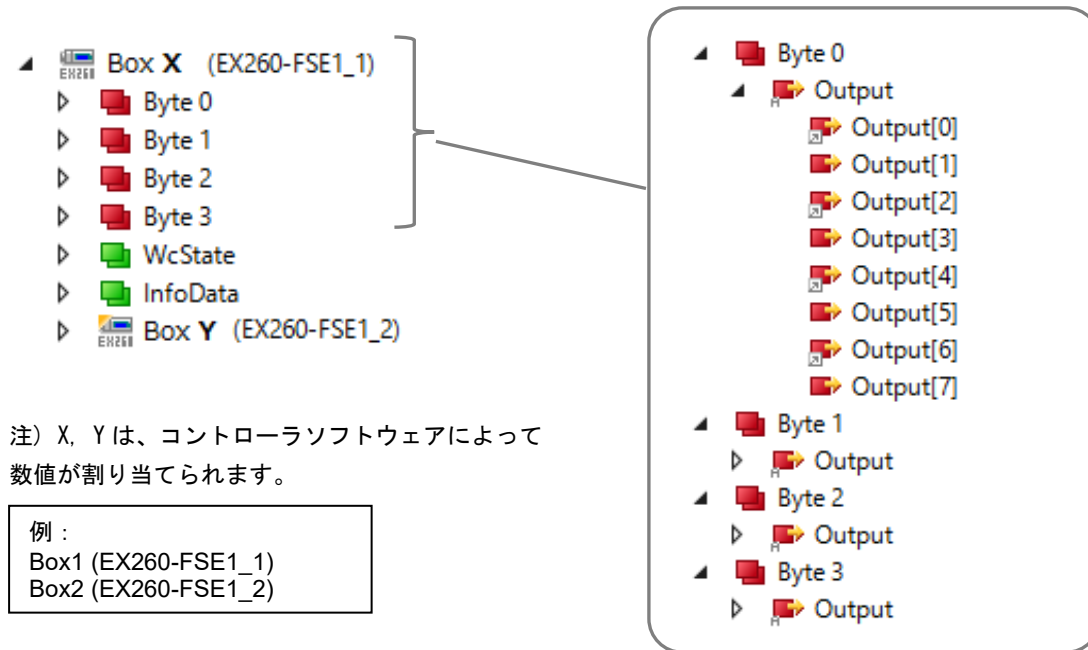 Box X (EX260-FSE1_1)
Byte 0
Byte 1
Byte 2
Byte 3
WcState
InfoData
Box Y (EX260-FSE1_2)
注) X, Y は、コントローラソフトウェアによって
数値が割り当てられます。
例:
Box1 (EX260-FSE1_1)
Box2 (EX260-FSE1_2)
Byte 0
Output
Output[0]
Output[1]
Output[2]
Output[3]
Output[4]
Output[5]
Output[6]
Output[7]
Byte 1
Output
Byte 2
Output
Byte 3
Output